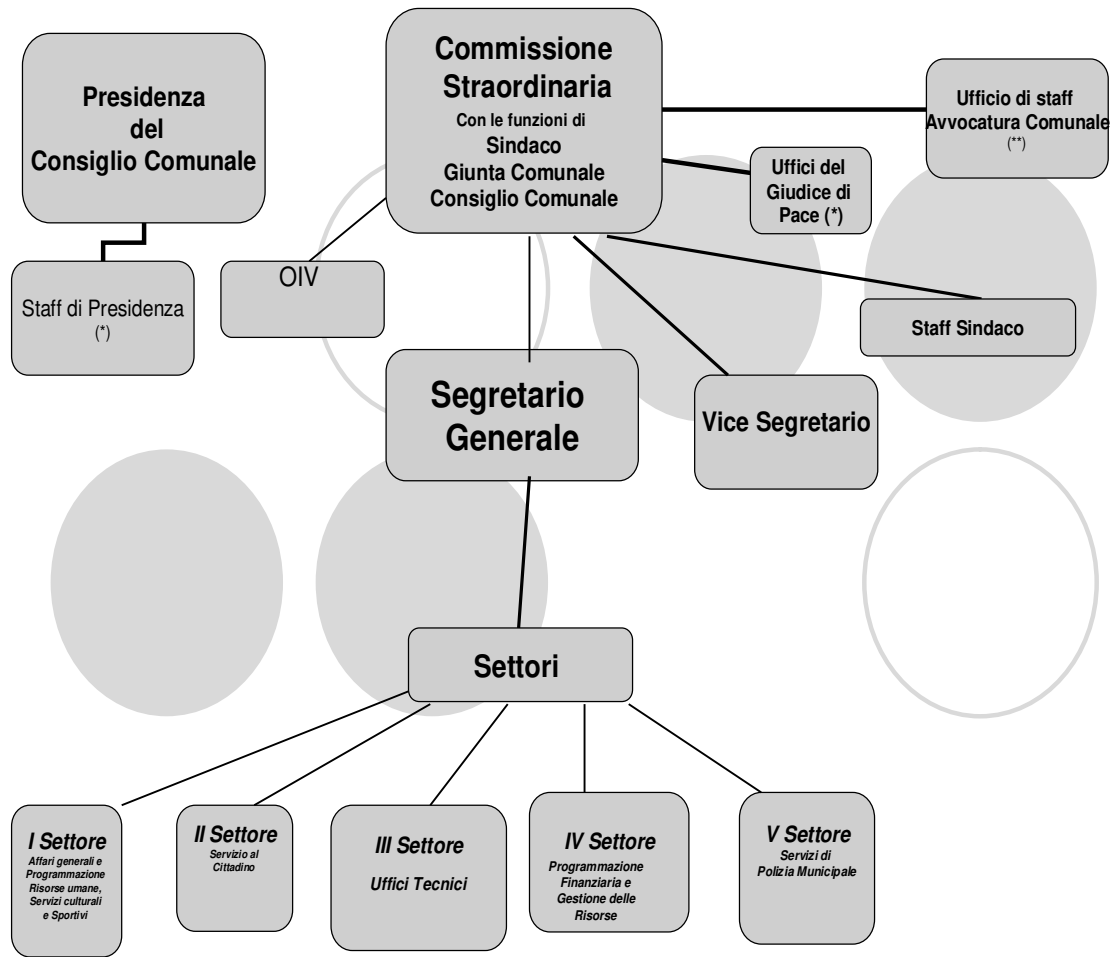 Presidenza
del
Consiglio Comunale
Commissione
Straordinaria
Con le funzioni di
Sindaco
Giunta Comunale
Consiglio Comunale
Ufficio di staff
Avvocatura Comunale
(**)
Uffici del
Giudice di
Pace (*)
Staff di Presidenza
(*)
OIV
Staff Sindaco
Segretario
Generale
Vice Segretario
Settori
I Settore
Affari generali e
Programmazione
Risorse umane,
Servizi culturali
e Sportivi
II Settore
Servizio al
Cittadino
III Settore
Uffici Tecnici
IV Settore
Programmazione
Finanziaria e
Gestione delle
Risorse
V Settore
Servizi di
Polizia Municipale